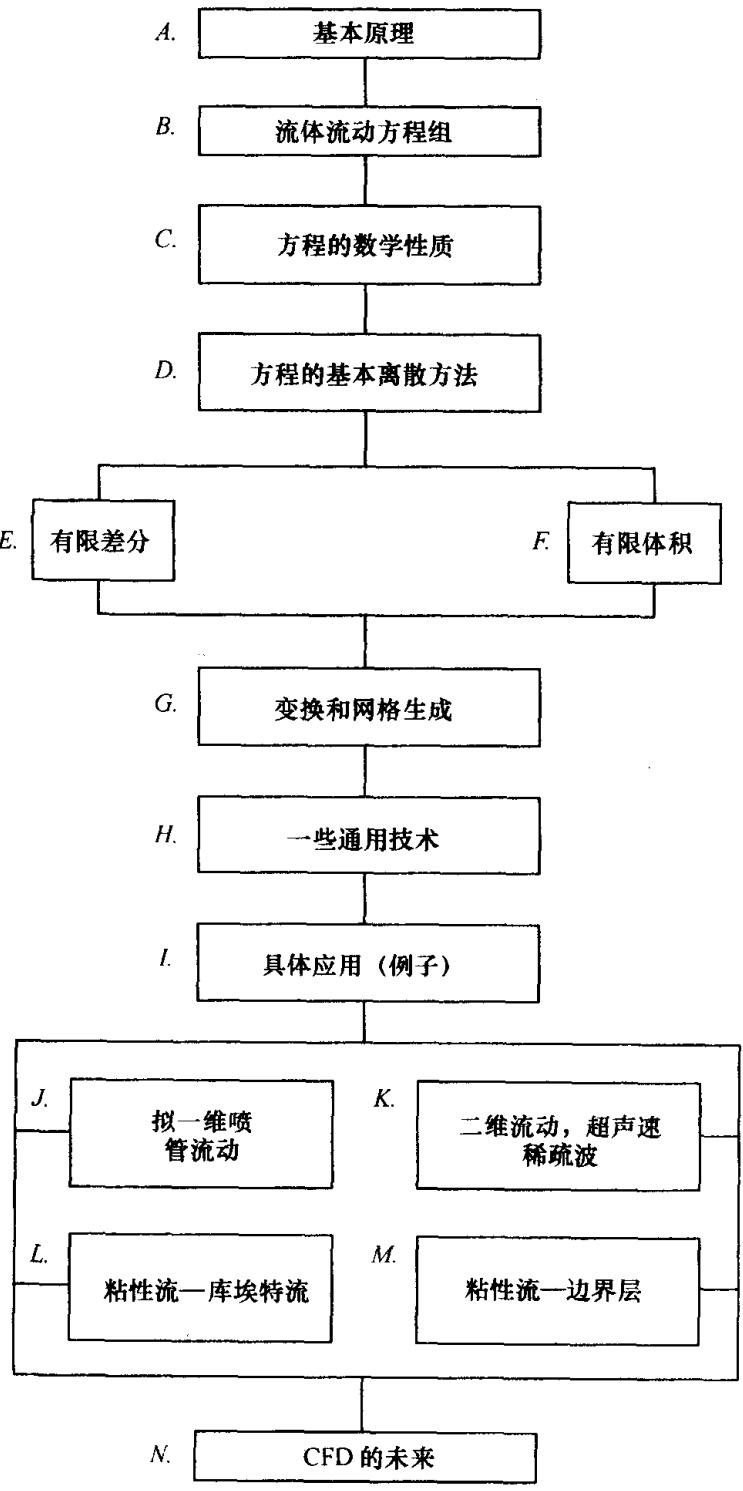 A. 基本原理
B. 流体流动方程组
C. 方程的数学性质
D. 方程的基本离散方法
E. 有限差分
F. 有限体积
G. 变换和网格生成
H. 一些通用技术
I. 具体应用（例子）
J. 拟一维喷
管流动
K. 二维流动，超声速
稀疏波
L. 粘性流—库埃特流
M. 粘性流—边界层
N. CFD 的未来